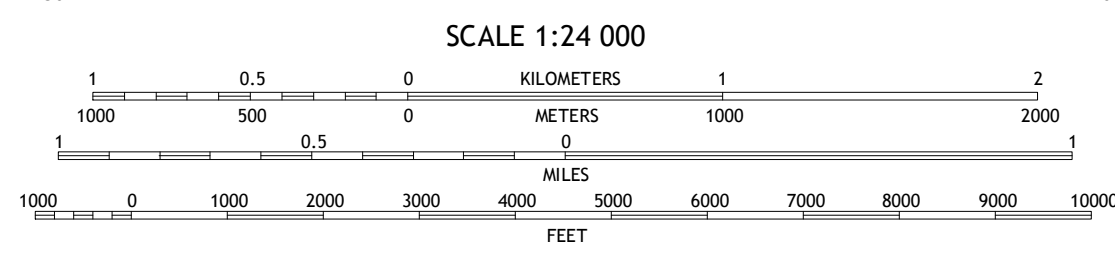 SCALE 1:24 000
1 0.5 0 KILOMETERS 1 2
1000 500 0 METERS 1000 2000
1 0.5 0 1
MILES
1000 0 1000 2000 3000 4000 5000 6000 7000 8000 9000 10000
FEET